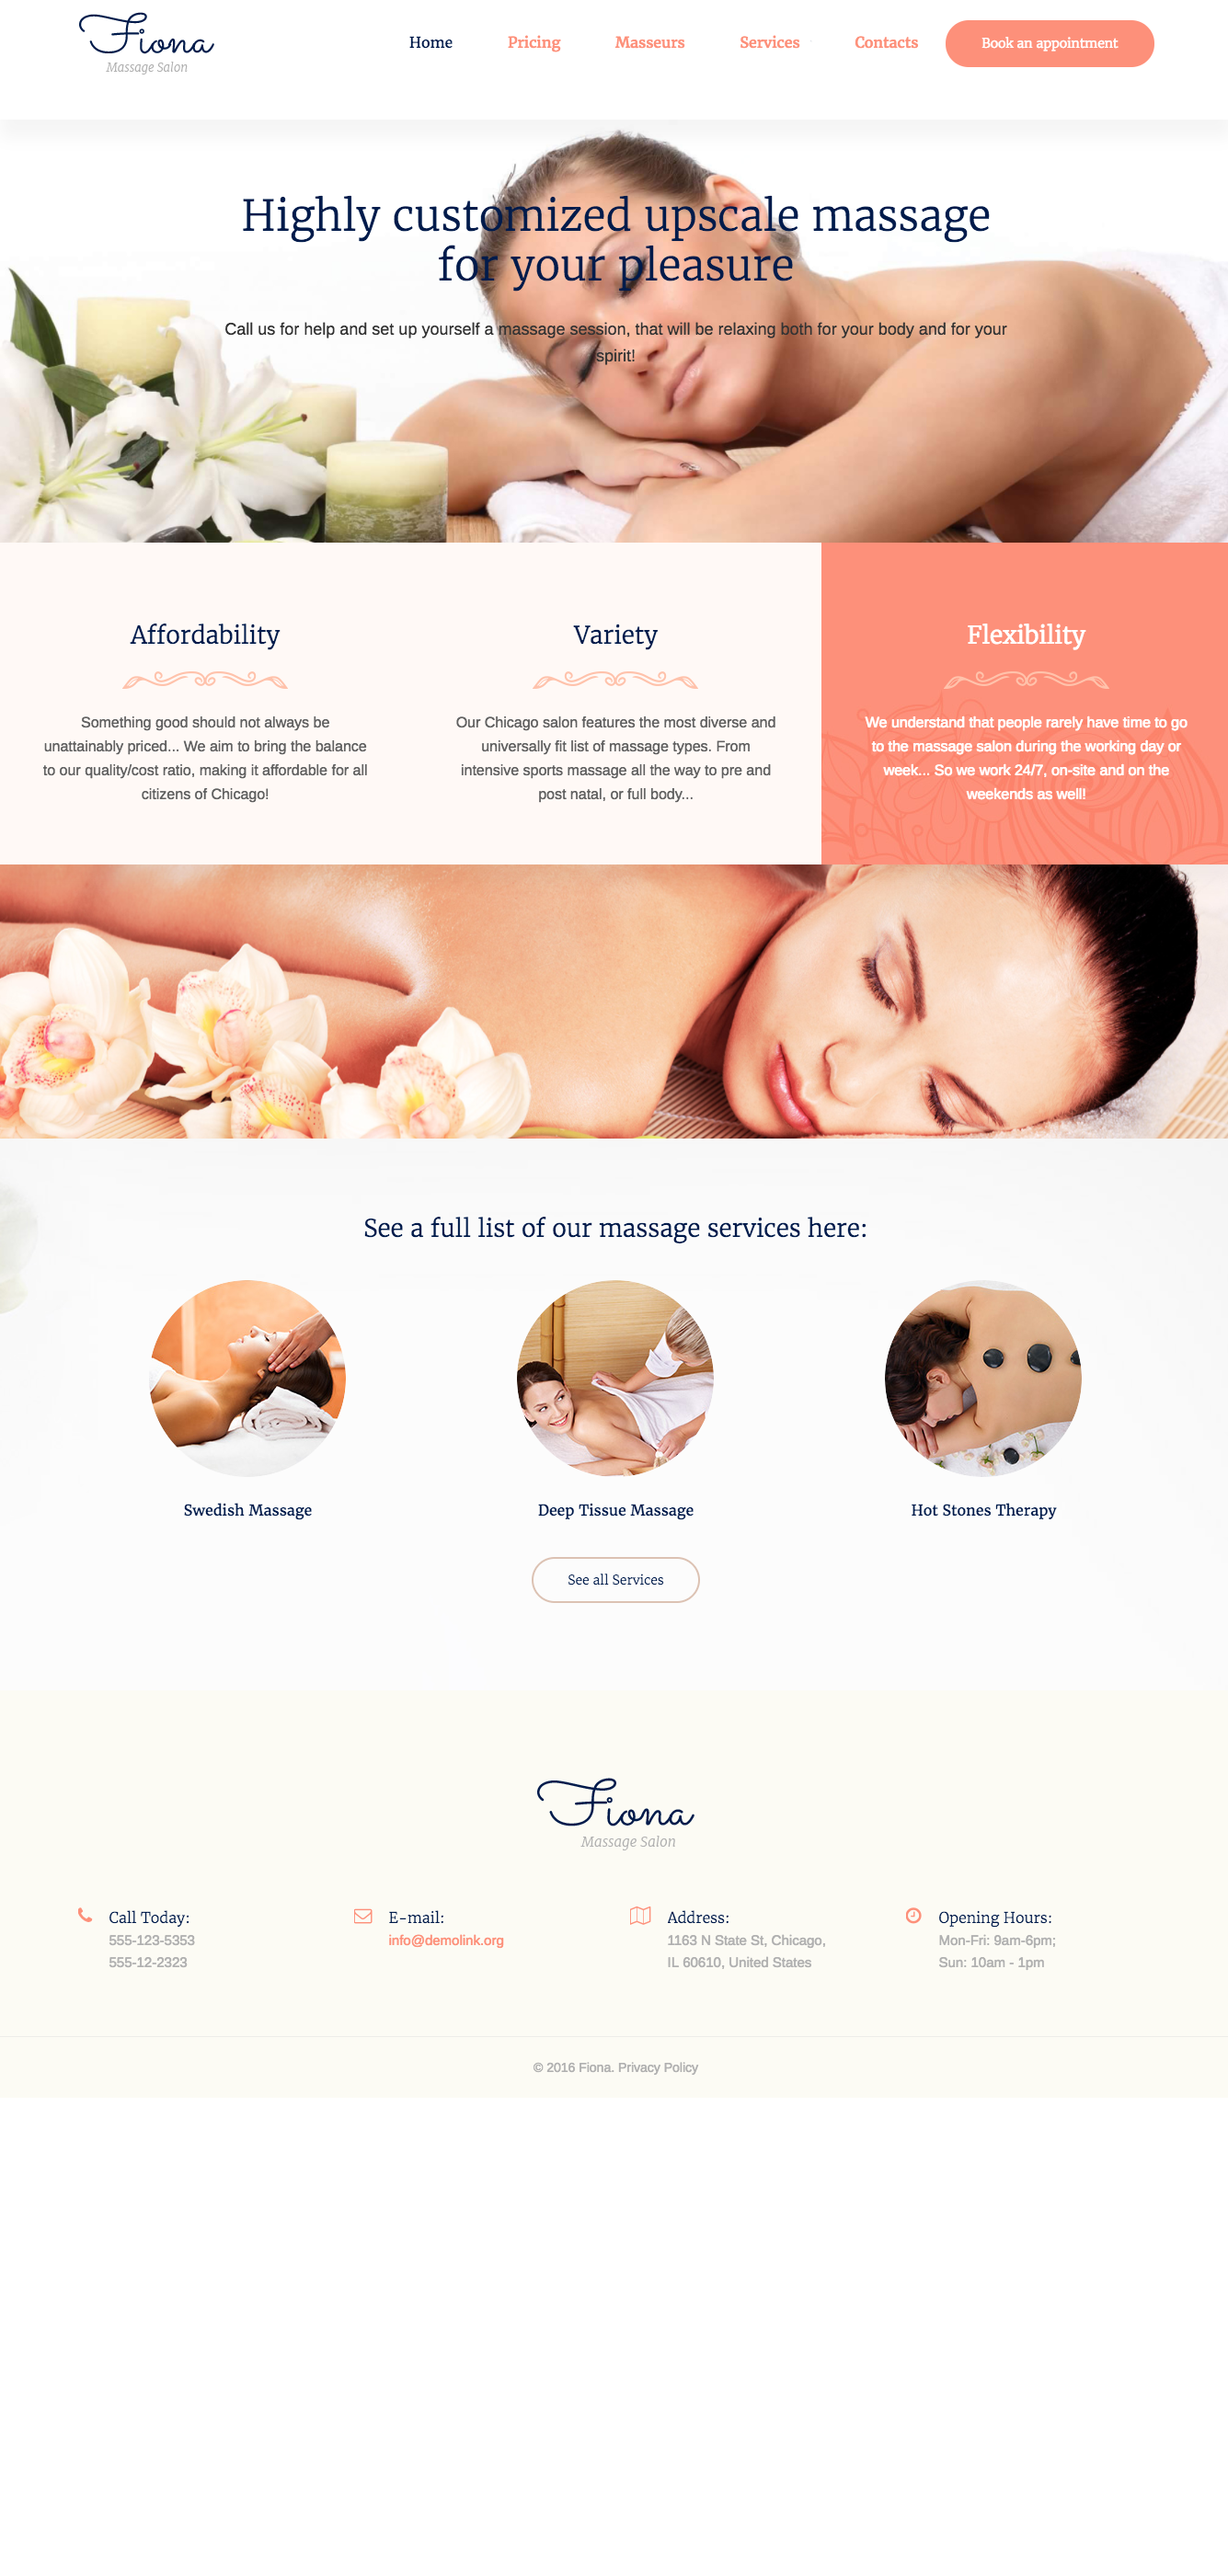 Fiona
Massage Salon
Home
Pricing
Masseurs
Services
Contacts
Book an appointment
Highly customized upscale massage
for your pleasure
Call us for help and set up yourself a massage session, that will be relaxing both for your body and for your
spirit!
Affordability
Something good should not always be
unattainably priced... We aim to bring the balance
to our quality/cost ratio, making it affordable for all
citizens of Chicago!
Variety
Our Chicago salon features the most diverse and
universally fit list of massage types. From
intensive sports massage all the way to pre and
post natal, or full body...
Flexibility
We understand that people rarely have time to go
to the massage salon during the working day or
week... So we work 24/7, on-site and on the
weekends as well!
See a full list of our massage services here:
Swedish Massage
Deep Tissue Massage
Hot Stones Therapy
See all Services
Fiona
Massage Salon
Call Today:
555-123-5353
555-12-2323
E-mail:
info@demolink.org
Address:
1163 N State St, Chicago,
IL 60610, United States
Opening Hours:
Mon-Fri: 9am-6pm;
Sun: 10am - 1pm
© 2016 Fiona. Privacy Policy